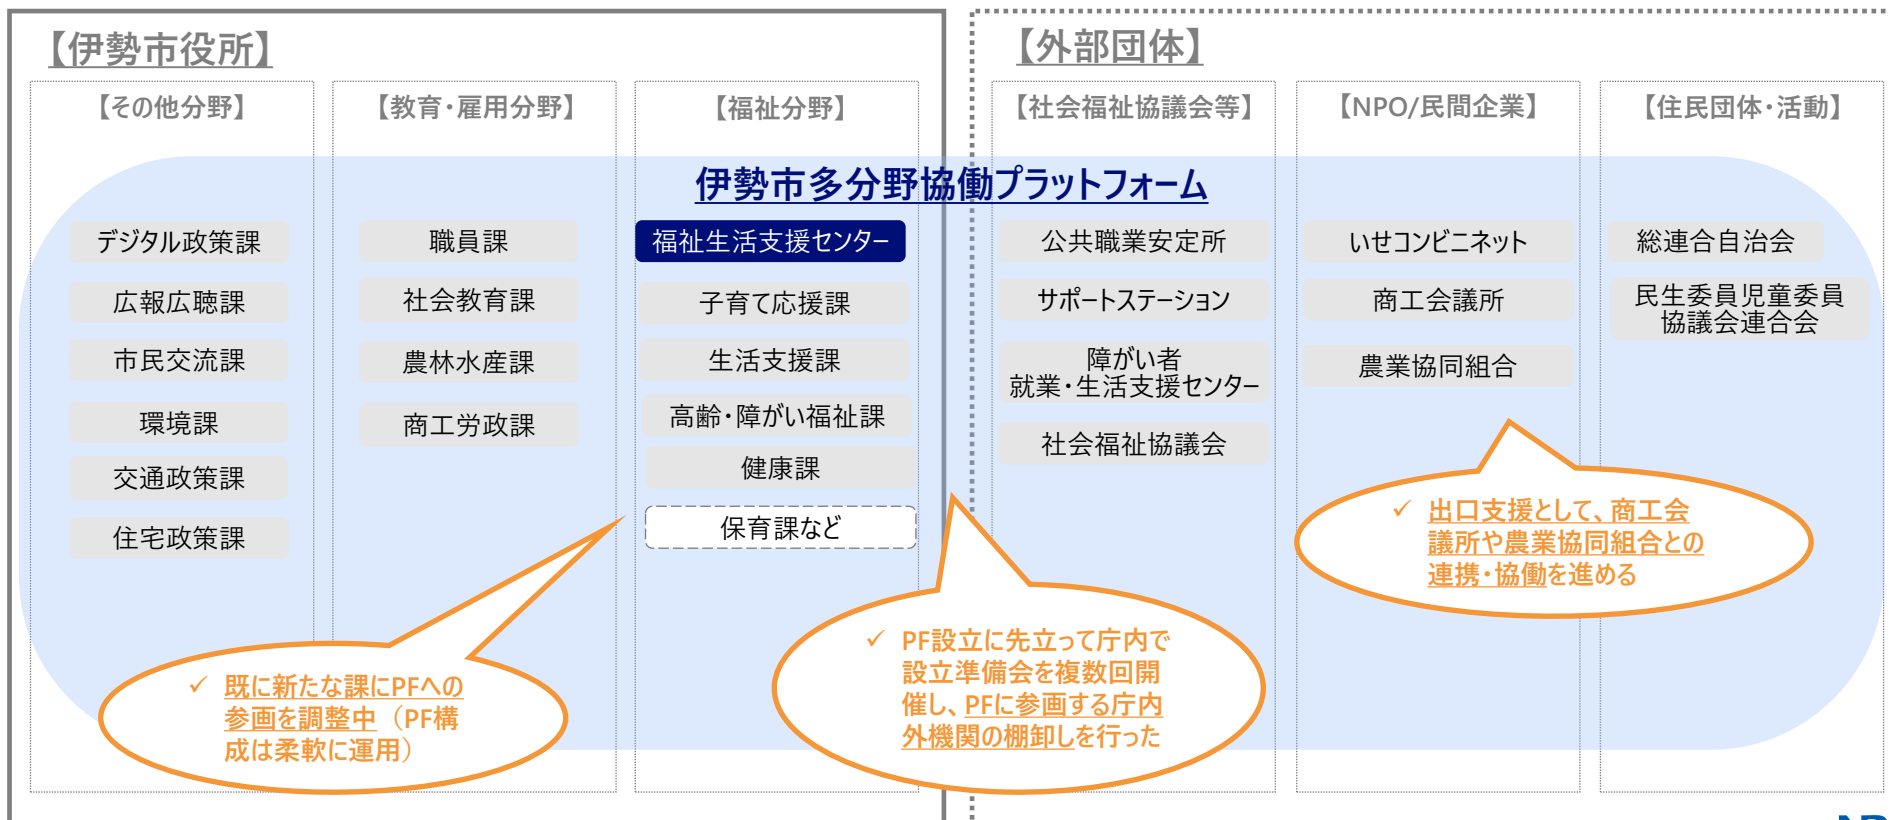 【伊勢市役所】
【その他分野】
デジタル政策課
広報広聴課
市民交流課
環境課
交通政策課
住宅政策課
【教育・雇用分野】
職員課
社会教育課
農林水産課
商工労政課
【福祉分野】
福祉生活支援センター
子育て応援課
生活支援課
高齢・障がい福祉課
健康課
保育課など
伊勢市多分野協働プラットフォーム
【外部団体】
【社会福祉協議会等】
公共職業安定所
サポートステーション
障がい者
就業・生活支援センター
社会福祉協議会
【NPO/民間企業】
いせコンビニネット
商工会議所
農業協同組合
【住民団体・活動】
総連合自治会
民生委員児童委員
協議会連合会
✓ 既に新たな課にPFへの
参画を調整中（PF構
成は柔軟に運用）
✓ PF設立に先立って庁内で
設立準備会を複数回開
催し、PFに参画する庁内
外機関の棚卸しを行った
✓ 出口支援として、商工会
議所や農業協同組合との
連携・協働を進める